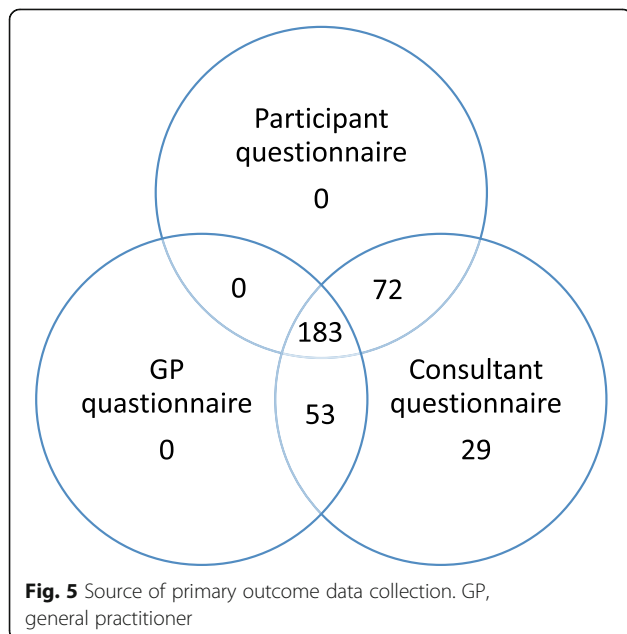 Participant
questionnaire
0
0
72
183
GP
quastionnaire
0
53
Consultant
questionnaire
29
Fig. 5 Source of primary outcome data collection. GP,
general practitioner